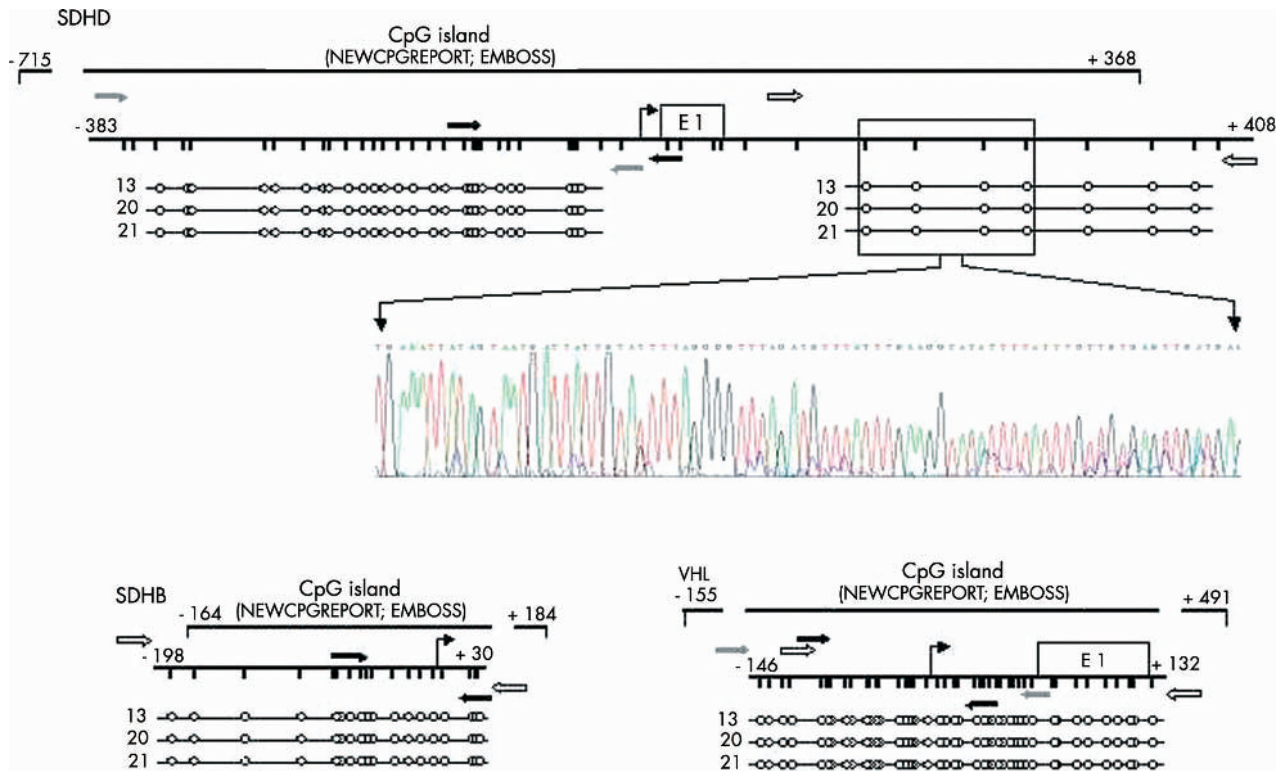 SDHD
CpG island
(NEWCPGREPORT; EMBOSS)
- 715
+ 368
- 383
E 1
+ 408
13
20
21
13
20
21
SDHB
CpG island
(NEWCPGREPORT; EMBOSS)
- 164
+ 184
- 198
+ 30
13
20
21
VHL
CpG island
(NEWCPGREPORT; EMBOSS)
- 155
+ 491
- 146
E 1
+ 132
13
20
21